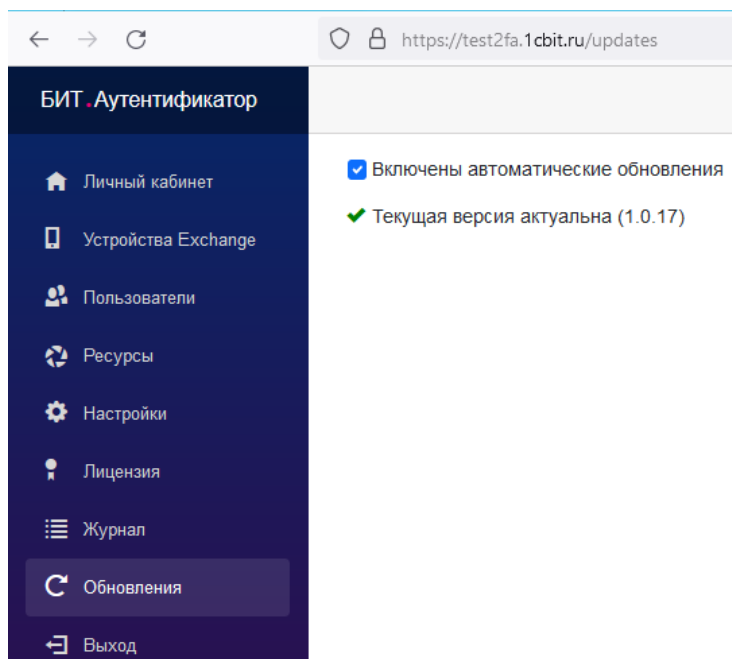 https://test2fa.1cbit.ru/updates
БИТ.Аутентификатор
Личный кабинет
Устройства Exchange
Пользователи
Ресурсы
Настройки
Лицензия
Журнал
Обновления
Выход
Включены автоматические обновления
Текущая версия актуальна (1.0.17)